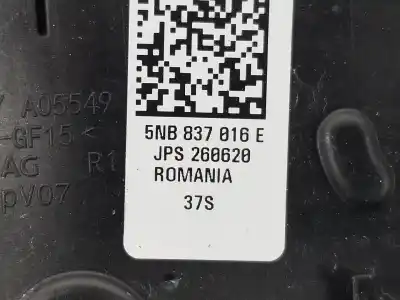 5NB 837 016 E
A05549
JPS 260620
-GF15<
ROMANIA
AG R1
37S
pV07